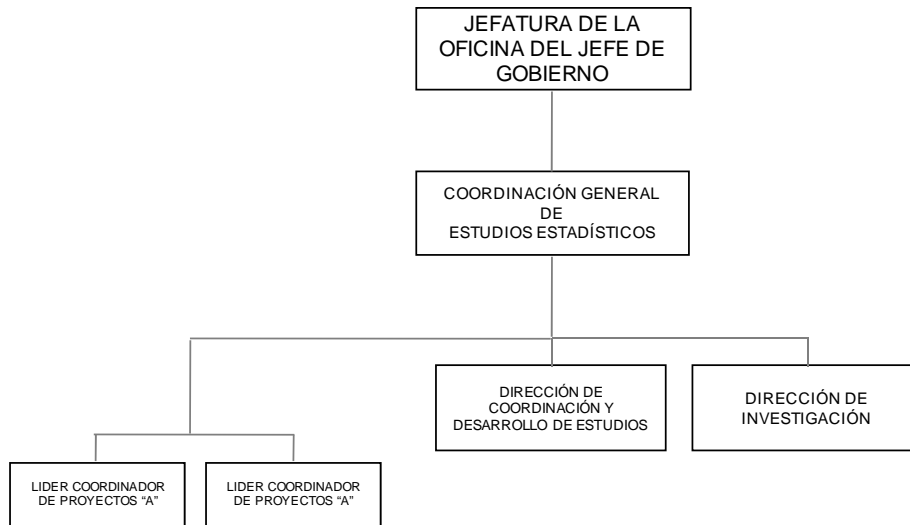 JEFATURA DE LA
OFICINA DEL JEFE DE
GOBIERNO
COORDINACIÓN GENERAL
DE
ESTUDIOS ESTADÍSTICOS
DIRECCIÓN DE
COORDINACIÓN Y
DESARROLLO DE ESTUDIOS
DIRECCIÓN DE
INVESTIGACIÓN
LIDER COORDINADOR
DE PROYECTOS “A”
LIDER COORDINADOR
DE PROYECTOS “A”